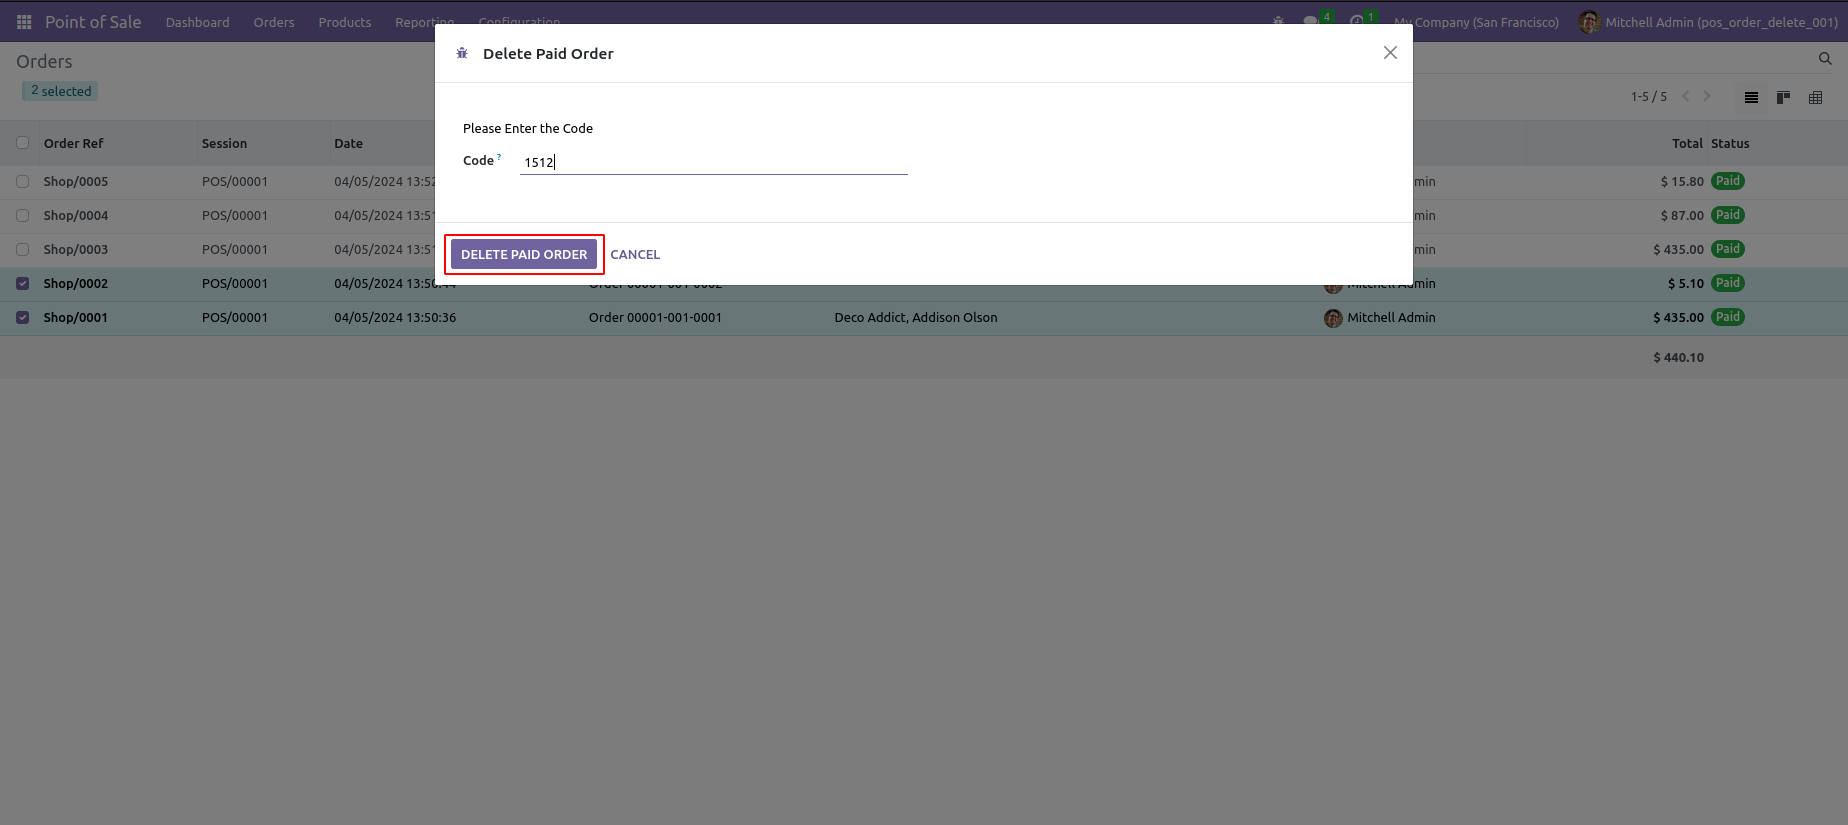 Point of Sale Dashboard Orders Products Reporting Configuration 4 1 My Company (San Francisco) Mitchell Admin (pos_order_delete_001)
Orders
2 selected
1-5 / 5
Delete Paid Order
Please Enter the Code
Code ? 1512
DELETE PAID ORDER CANCEL
Order Ref Session Date Total Status
Shop/0005 POS/00001 04/05/2024 13:52 min $ 15.80 Paid
Shop/0004 POS/00001 04/05/2024 13:51 min $ 87.00 Paid
Shop/0003 POS/00001 04/05/2024 13:51 min $ 435.00 Paid
Shop/0002 POS/00001 04/05/2024 13:50:44 Order 00001-001-0002 Mitchell Admin $ 5.10 Paid
Shop/0001 POS/00001 04/05/2024 13:50:36 Order 00001-001-0001 Deco Addict, Addison Olson Mitchell Admin $ 435.00 Paid
$ 440.10